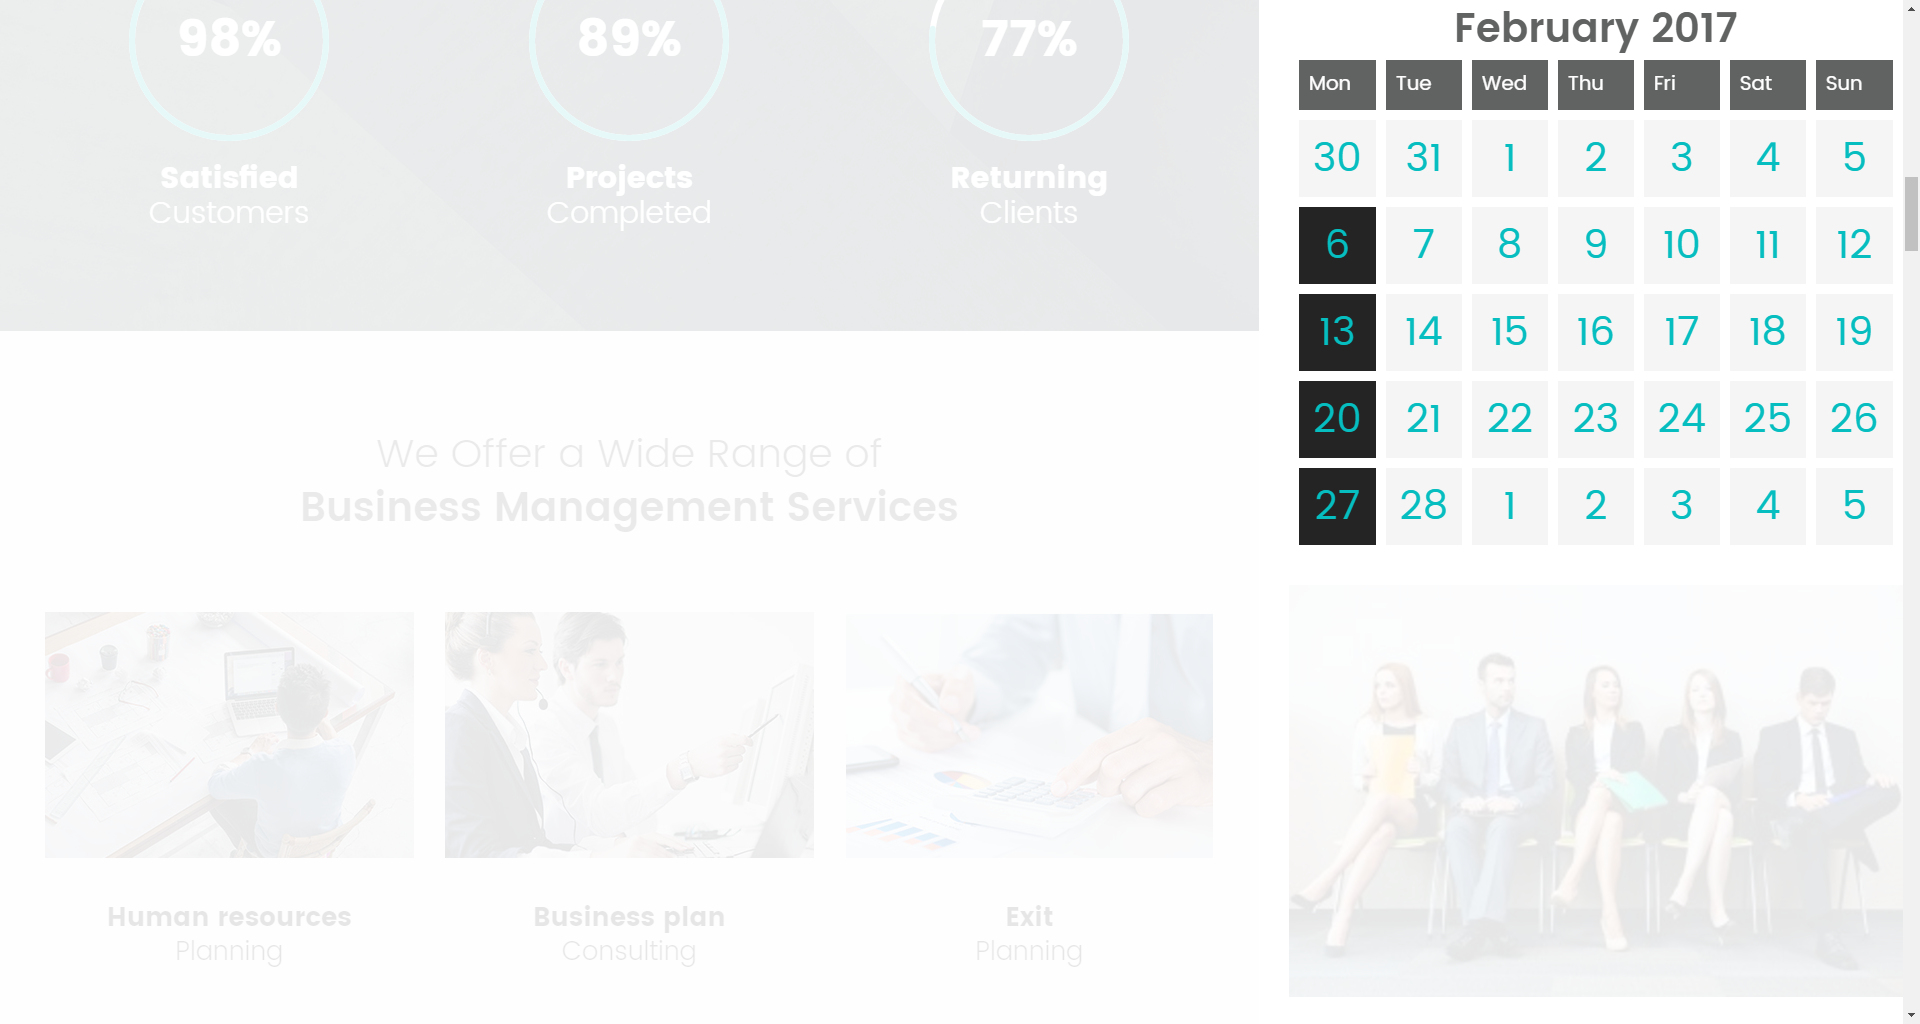 98%
89%
77%
Satisfied
Customers
Projects
Completed
Returning
Clients
We Offer a Wide Range of
Business Management Services
Human resources
Planning
Business plan
Consulting
Exit
Planning
February 2017
Mon Tue Wed Thu Fri Sat Sun
30 31 1 2 3 4 5
6 7 8 9 10 11 12
13 14 15 16 17 18 19
20 21 22 23 24 25 26
27 28 1 2 3 4 5